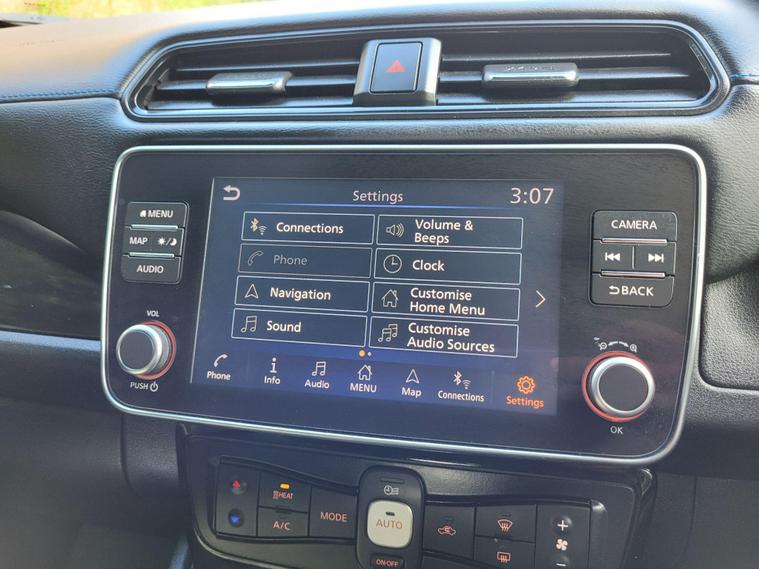 Settings
3:07
Connections
Volume &
Beeps
Phone
Clock
Navigation
Customise
Home Menu
Sound
Customise
Audio Sources
Phone
Info
Audio
MENU
Map
Connections
Settings
MENU
MAP
AUDIO
VOL
PUSH
CAMERA
BACK
OK
HEAT
A/C
MODE
AUTO
ON·OFF
+
−